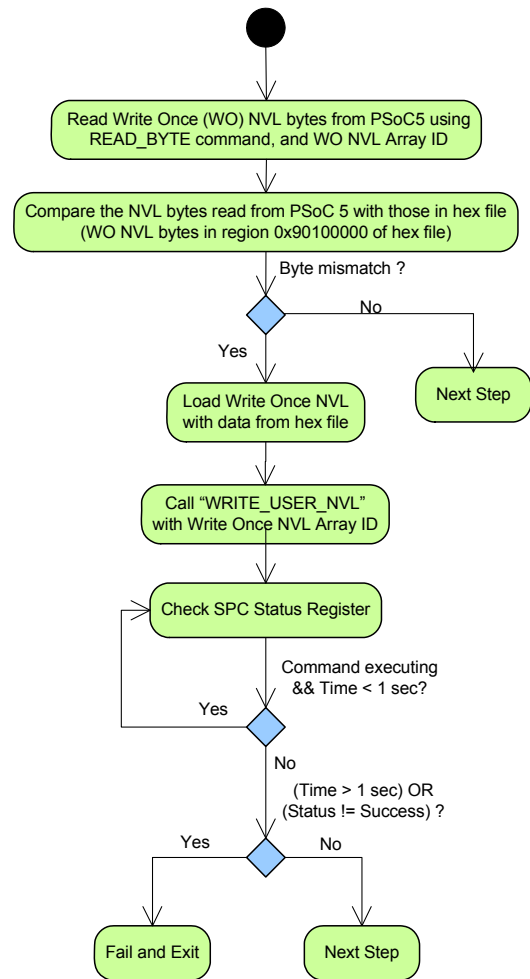 Read Write Once (WO) NVL bytes from PSoC5 using
READ_BYTE command, and WO NVL Array ID
Compare the NVL bytes read from PSoC 5 with those in hex file
(WO NVL bytes in region 0x90100000 of hex file)
Byte mismatch ?
No
Yes
Next Step
Load Write Once NVL
with data from hex file
Call “WRITE_USER_NVL”
with Write Once NVL Array ID
Check SPC Status Register
Command executing
&& Time < 1 sec?
Yes
No
(Time > 1 sec) OR
(Status != Success) ?
Yes
No
Fail and Exit
Next Step